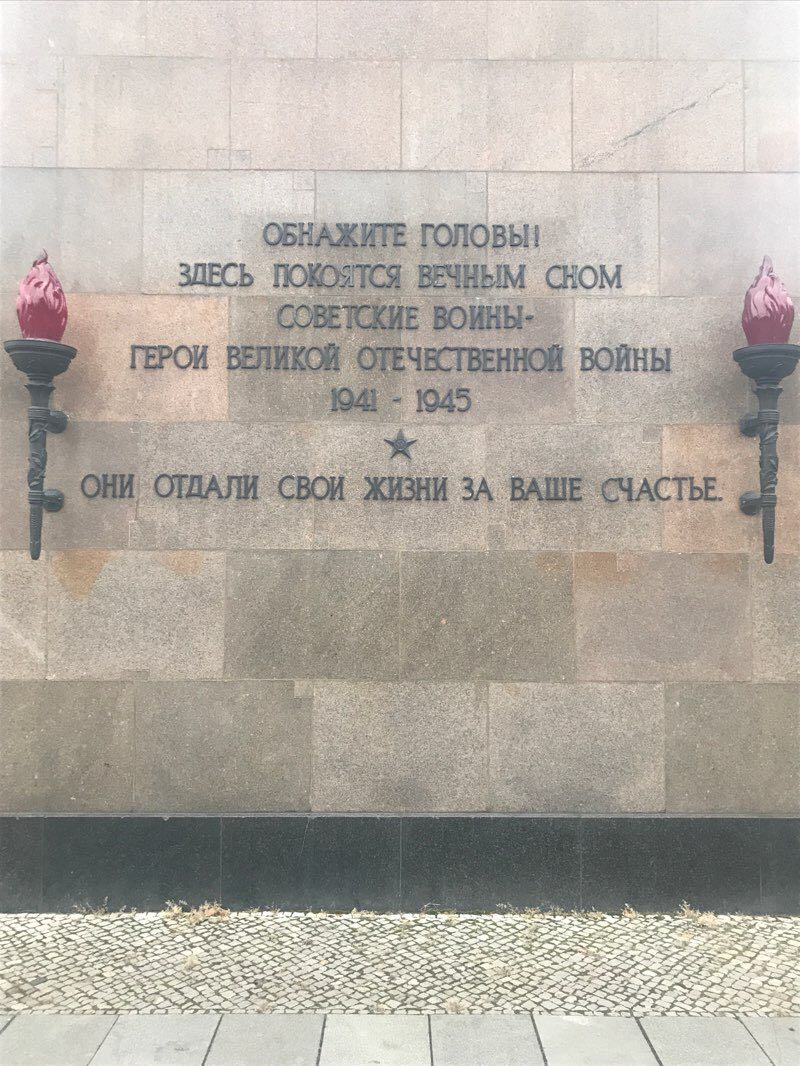 ОБНАЖИТЕ ГОЛОВЫ!
ЗДЕСЬ ПОКОЯТСЯ ВЕЧНЫМ СНОМ
СОВЕТСКИЕ ВОИНЫ-
ГЕРОИ ВЕЛИКОЙ ОТЕЧЕСТВЕННОЙ ВОЙНЫ
1941 - 1945
ОНИ ОТДАЛИ СВОИ ЖИЗНИ ЗА ВАШЕ СЧАСТЬЕ.